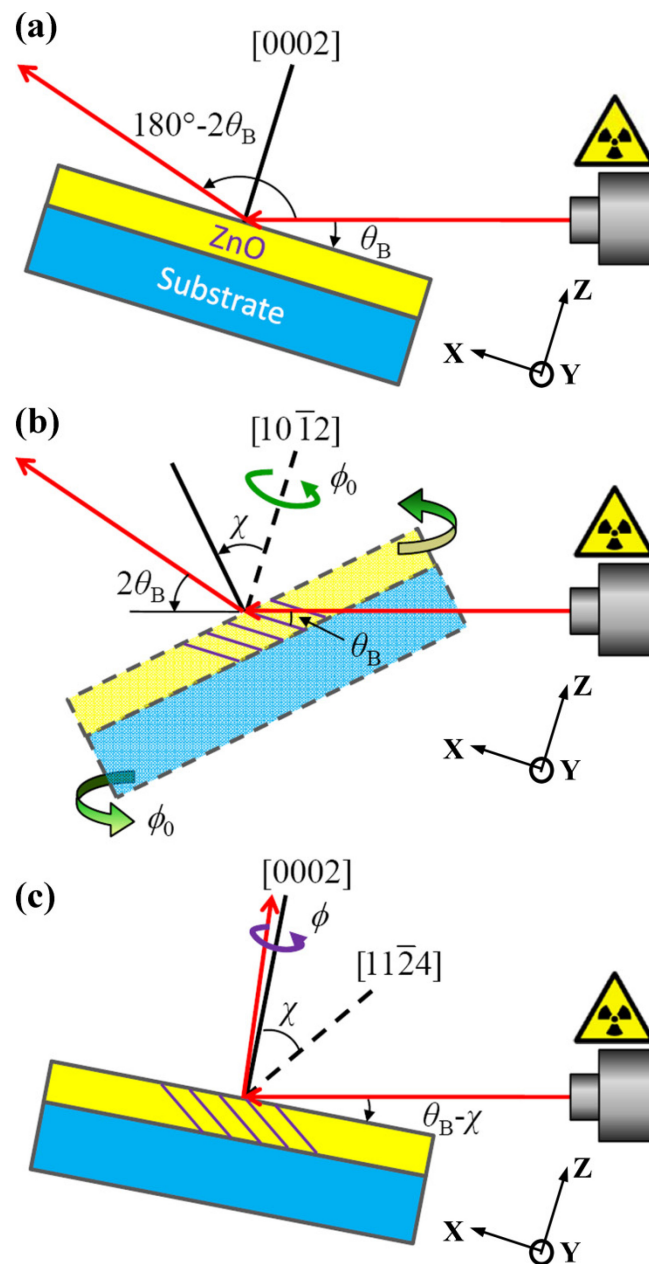 (a)
[0002]
180°-2θB
ZnO
θB
Substrate
Z
X
Y
(b)
[101̅2]
ϕ0
χ
2θB
θB
Z
X
Y
ϕ0
(c)
[0002]
ϕ
[112̅4]
χ
θB-χ
Z
X
Y